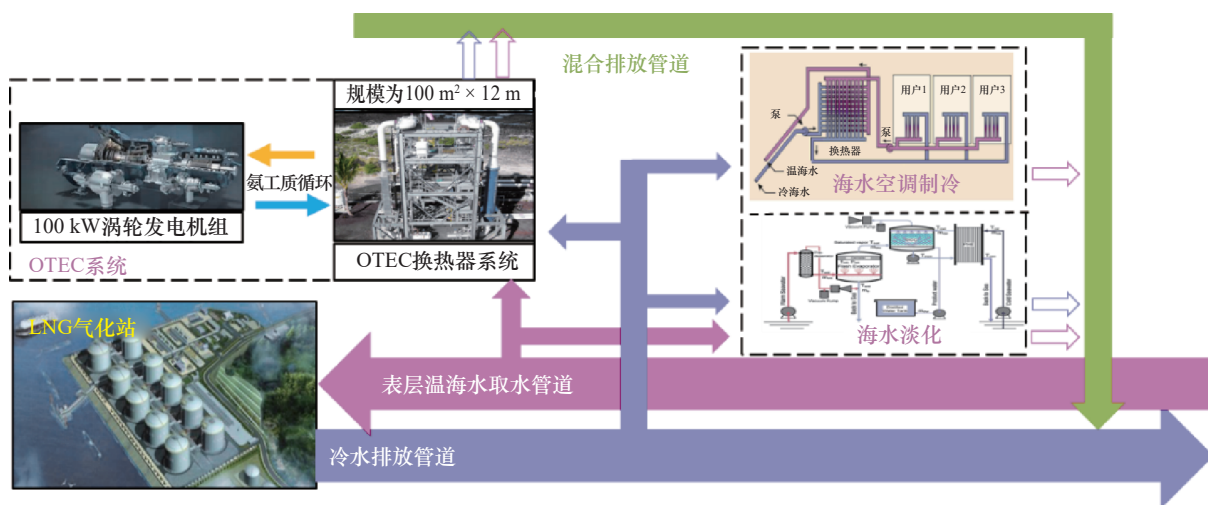 混合排放管道
规模为100 m² × 12 m
氨工质循环
100 kW涡轮发电机组
OTEC系统
OTEC换热器系统
用户1
用户2
用户3
泵
泵
换热器
温海水
冷海水
海水空调制冷
海水淡化
LNG气化站
表层温海水取水管道
冷水排放管道